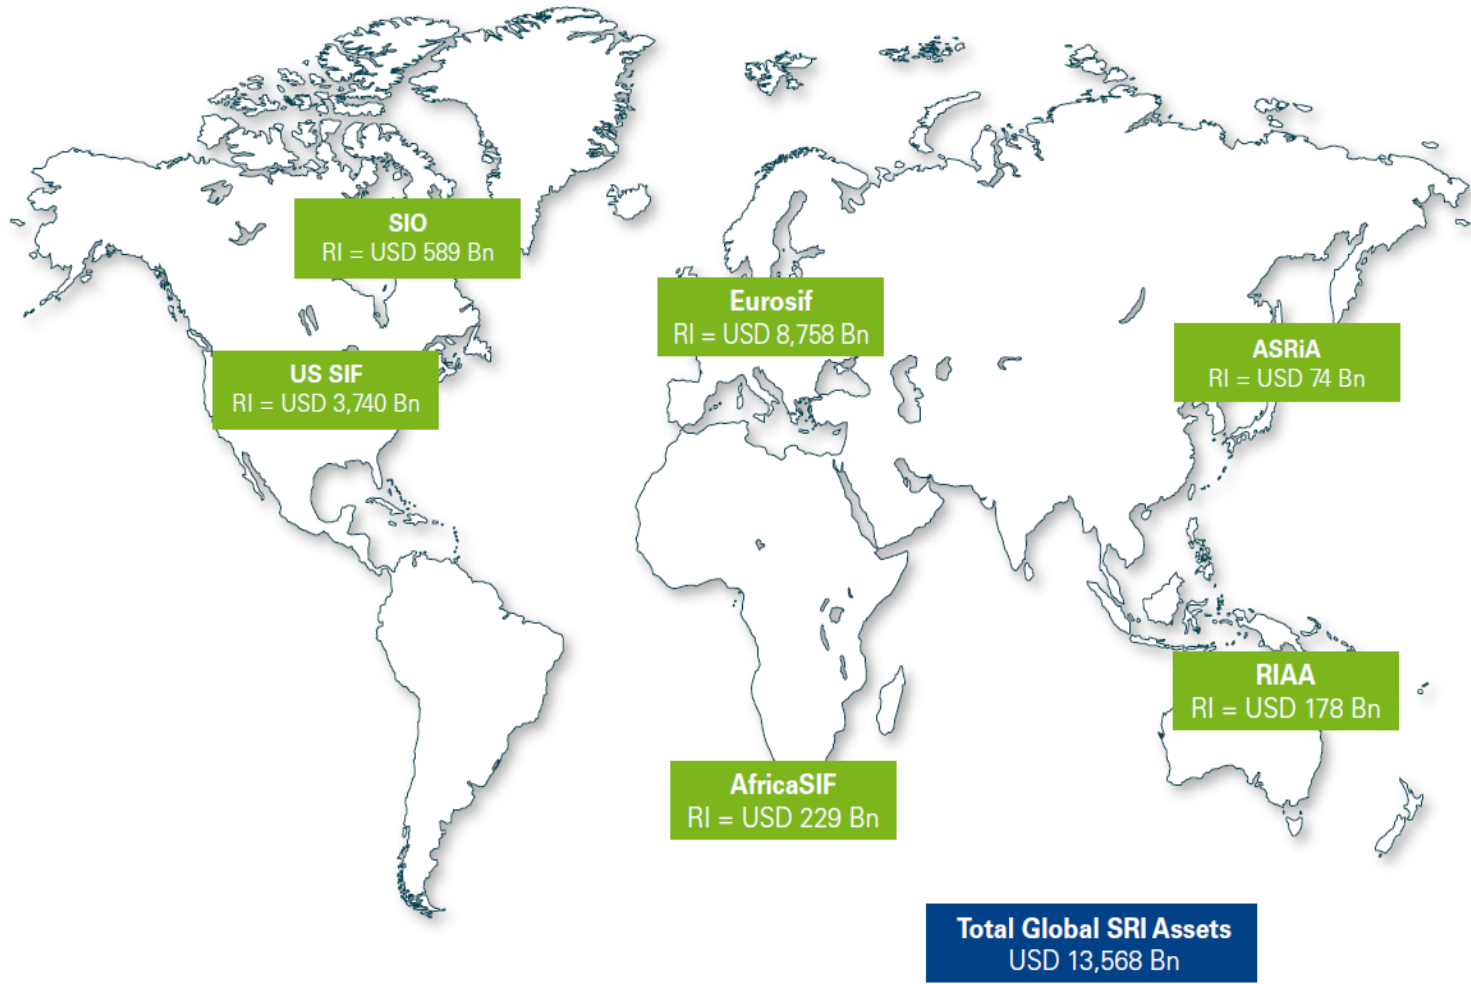 SIO
RI = USD 589 Bn
Eurosif
RI = USD 8,758 Bn
ASRiA
RI = USD 74 Bn
US SIF
RI = USD 3,740 Bn
RIAA
RI = USD 178 Bn
AfricaSIF
RI = USD 229 Bn
Total Global SRI Assets
USD 13,568 Bn